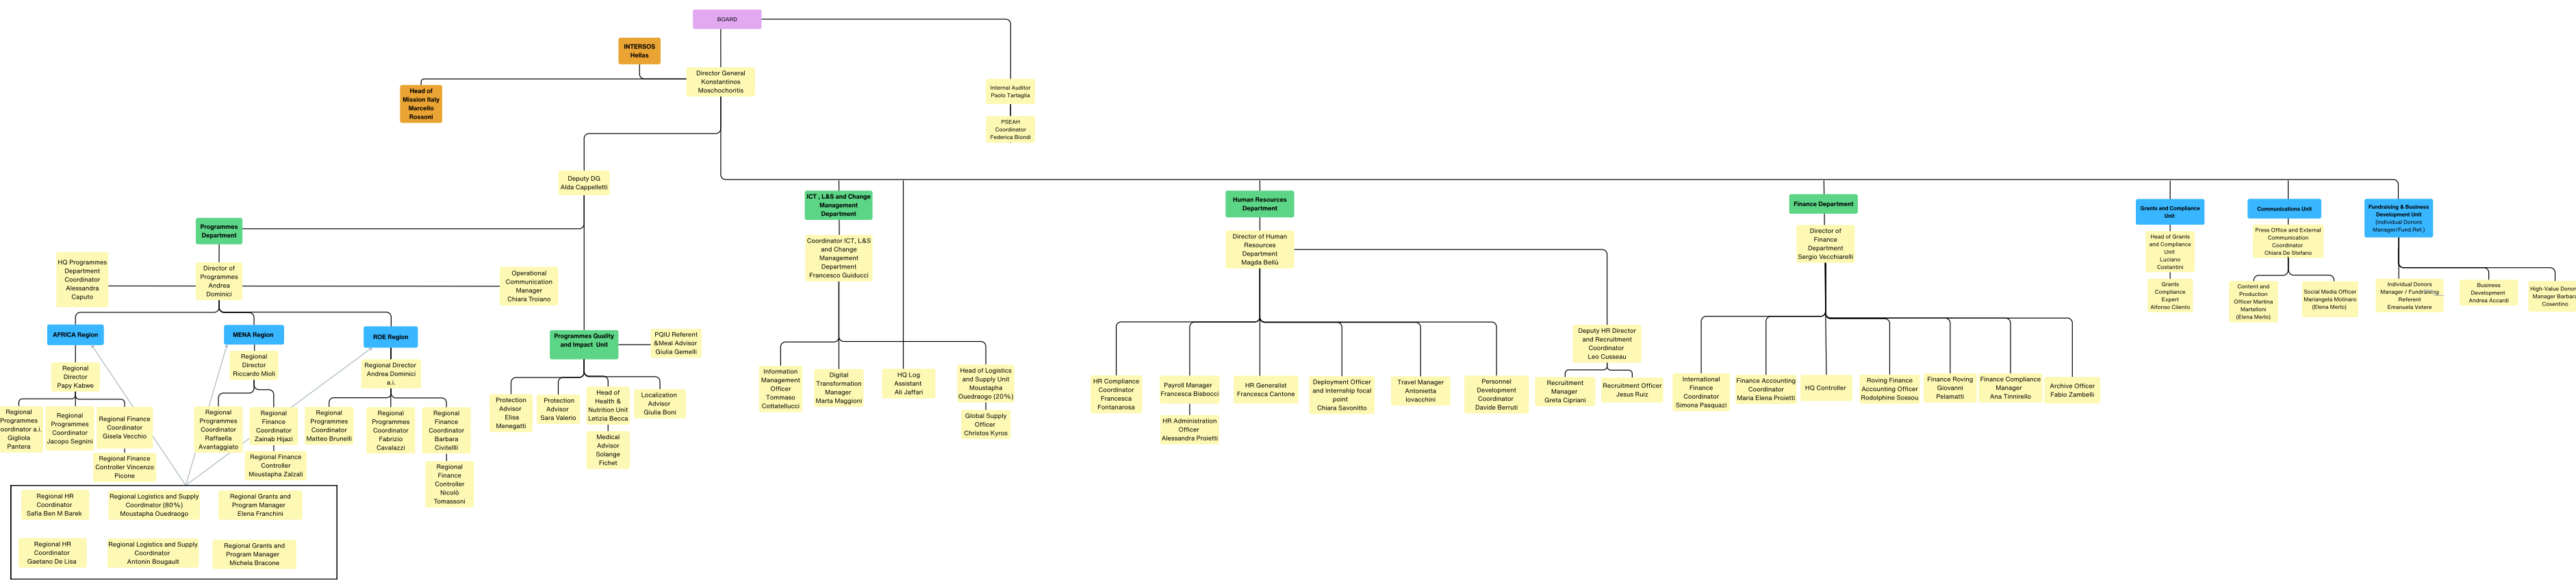 BOARD
INTERSOS
Hellas
Director General
Konstantinos
Moschochoritis
Head of
Mission Italy
Marcello
Rossoni
Internal Auditor
Paolo Tartaglia
PSEAH
Coordinator
Federica Biondi
Deputy DG
Alda Cappelletti
Programmes
Department
HQ Programmes
Department
Coordinator
Alessandra
Caputo
Director of
Programmes
Andrea
Dominici
Operational
Communication
Manager
Chiara Troiano
AFRICA Region
MENA Region
ROE Region
Regional
Director
Papy Kabwe
Regional
Director
Riccardo Mioli
Regional Director
Andrea Dominici
a.i.
Regional
Programmes
oordinator a.i.
Gigliola
Pantera
Regional
Programmes
Coordinator
Jacopo Segnini
Regional Finance
Coordinator
Gisela Vecchio
Regional Finance
Controller Vincenzo
Picone
Regional
Programmes
Coordinator
Raffaella
Avantaggiato
Regional
Finance
Coordinator
Zainab Hijazi
Regional Finance
Controller
Moustapha Zalzali
Regional
Programmes
Coordinator
Matteo Brunelli
Regional
Programmes
Coordinator
Fabrizio
Cavalazzi
Regional
Finance
Coordinator
Barbara
Civitellli
Regional
Finance
Controller
Nicolò
Tomassoni
Regional HR
Coordinator
Safia Ben M Barek
Regional Logistics and Supply
Coordinator (80%)
Moustapha Ouedraogo
Regional Grants and
Program Manager
Elena Franchini
Regional HR
Coordinator
Gaetano De Lisa
Regional Logistics and Supply
Coordinator
Antonin Bougault
Regional Grants and
Program Manager
Michela Bracone
Programmes Quality
and Impact Unit
PQIU Referent
&Meal Advisor
Giulia Gemelli
Protection
Advisor
Elisa
Menegatti
Protection
Advisor
Sara Valerio
Head of
Health &
Nutrition Unit
Letizia Becca
Localization
Advisor
Giulia Boni
Medical
Advisor
Solange
Fichet
ICT , L&S and Change
Management
Department
Coordinator ICT, L&S
and Change
Management
Department
Francesco Guiducci
Information
Management
Officer
Tommaso
Cottatellucci
Digital
Transformation
Manager
Marta Maggioni
HQ Log
Assistant
Ali Jaffari
Head of Logistics
and Supply Unit
Moustapha
Ouedraogo (20%)
Global Supply
Officer
Christos Kyros
Human Resources
Department
Director of Human
Resources
Department
Magda Bellù
HR Compliance
Coordinator
Francesca
Fontanarosa
Payroll Manager
Francesca Bisbocci
HR Administration
Officer
Alessandra Proietti
HR Generalist
Francesca Cantone
Deployment Officer
and Internship focal
point
Chiara Savonitto
Travel Manager
Antonietta
Iovacchini
Personnel
Development
Coordinator
Davide Berruti
Deputy HR Director
and Recruitment
Coordinator
Leo Cusseau
Recruitment
Manager
Greta Cipriani
Recruitment Officer
Jesus Ruiz
Finance Department
Director of
Finance
Department
Sergio Vecchiarelli
International
Finance
Coordinator
Simona Pasquazi
Finance Accounting
Coordinator
Maria Elena Proietti
HQ Controller
Roving Finance
Accounting Officer
Rodolphine Sossou
Finance Roving
Giovanni
Pelamatti
Finance Compliance
Manager
Ana Tinnirello
Archive Officer
Fabio Zambelli
Grants and Compliance
Unit
Head of Grants
and Compliance
Unit
Luciano
Costantini
Grants
Compliance
Expert
Alfonso Cilento
Communications Unit
Press Office and External
Communication
Coordinator
Chiara De Stefano
Content and
Production
Officer Martina
Martelloni
(Elena Merlo)
Social Media Officer
Mariangela Molinaro
(Elena Merlo)
Fundraising & Business
Development Unit
(Individual Donors
Manager/Fund.Ref.)
Individual Donors
Manager / Fundraising
Referent
Emanuela Vetere
Business
Development
Andrea Accardi
High-Value Donor
Manager Barbara
Cosentino